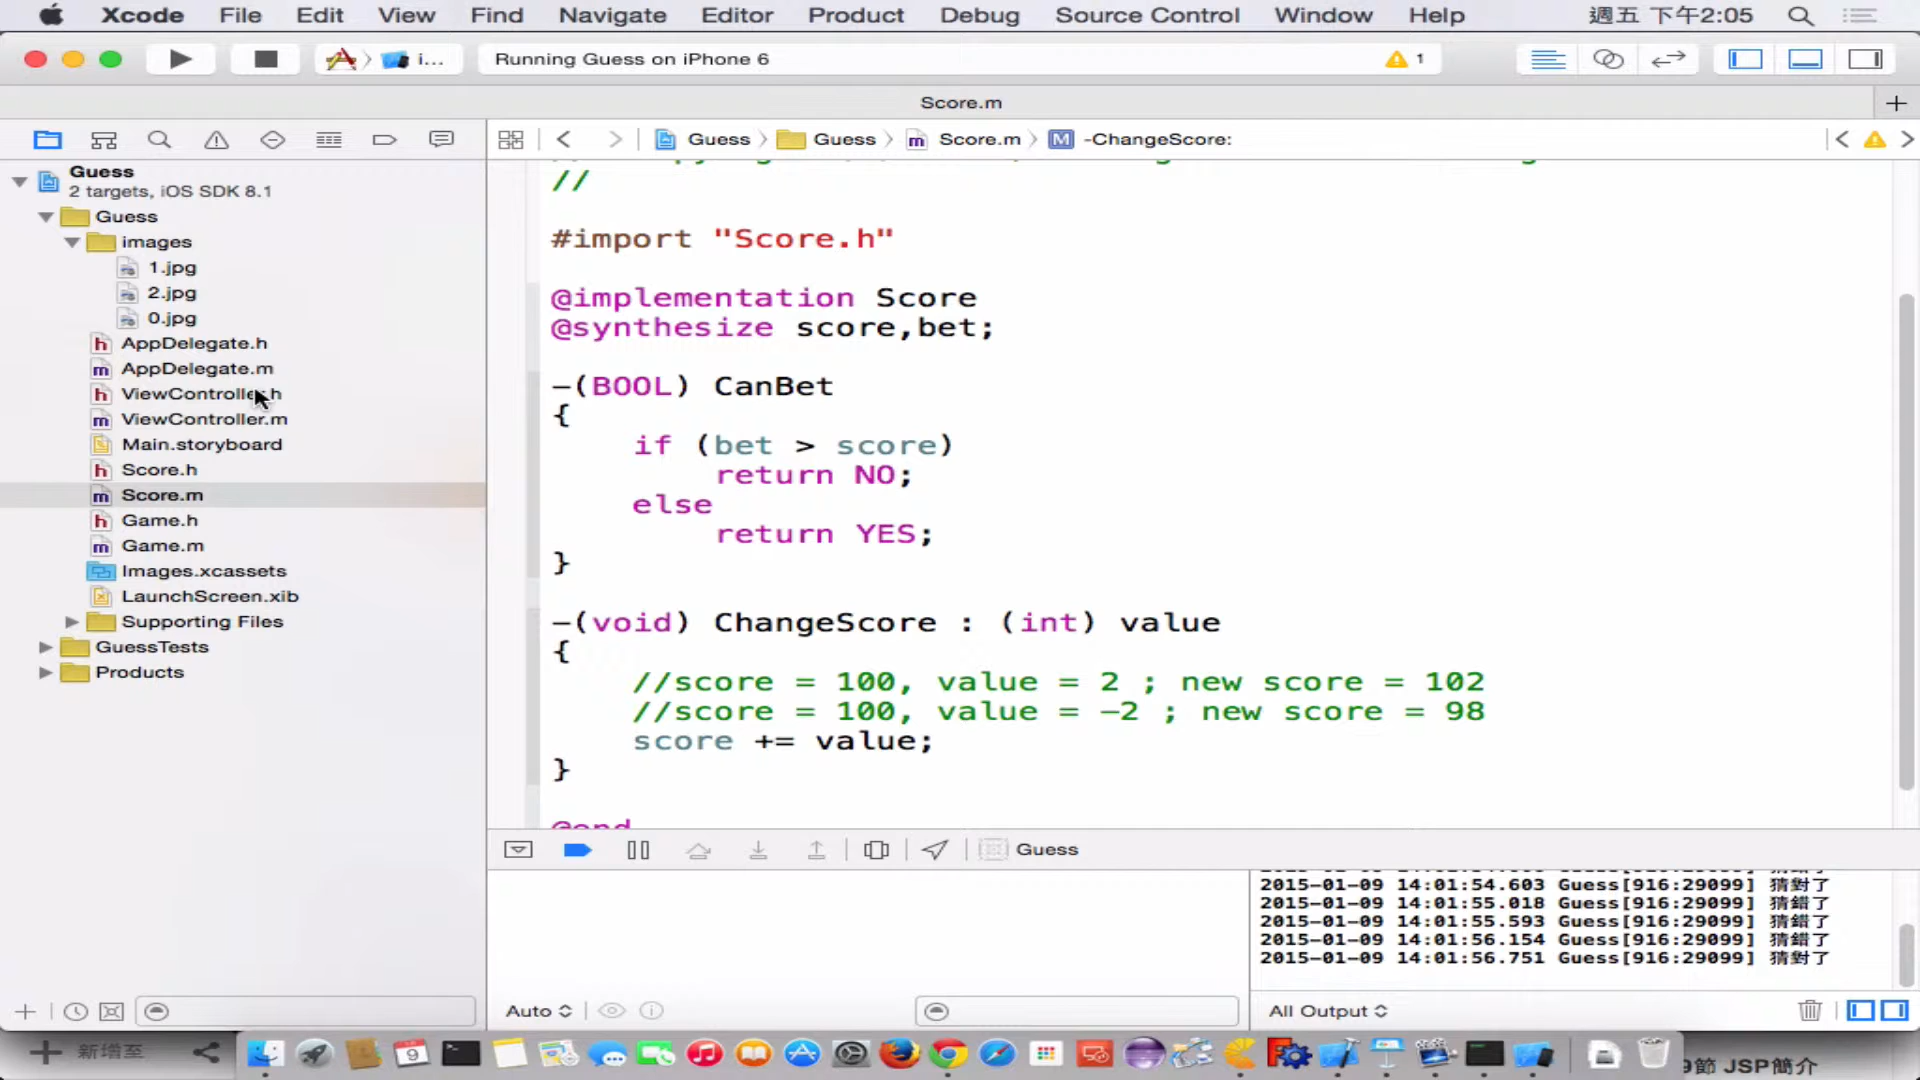 Xcode File Edit View Find Navigate Editor Product Debug Source Control Window Help 週五 下午2:05
i... Running Guess on iPhone 6 1
Score.m
Guess Guess Score.m M -ChangeScore:
Guess
2 targets, iOS SDK 8.1
Guess
images
1.jpg
2.jpg
0.jpg
h AppDelegate.h
m AppDelegate.m
h ViewController.h
m ViewController.m
Main.storyboard
h Score.h
m Score.m
h Game.h
m Game.m
Images.xcassets
LaunchScreen.xib
Supporting Files
GuessTests
Products
//
#import "Score.h"
@implementation Score
@synthesize score,bet;
-(BOOL) CanBet
{
if (bet > score)
return NO;
else
return YES;
}
-(void) ChangeScore : (int) value
{
//score = 100, value = 2 ; new score = 102
//score = 100, value = -2 ; new score = 98
score += value;
}
@end
Guess
2015-01-09 14:01:54.603 Guess[916:29099] 猜對了
2015-01-09 14:01:55.018 Guess[916:29099] 猜錯了
2015-01-09 14:01:55.593 Guess[916:29099] 猜錯了
2015-01-09 14:01:56.154 Guess[916:29099] 猜錯了
2015-01-09 14:01:56.751 Guess[916:29099] 猜對了
Auto All Output
新增至 9節 JSP簡介